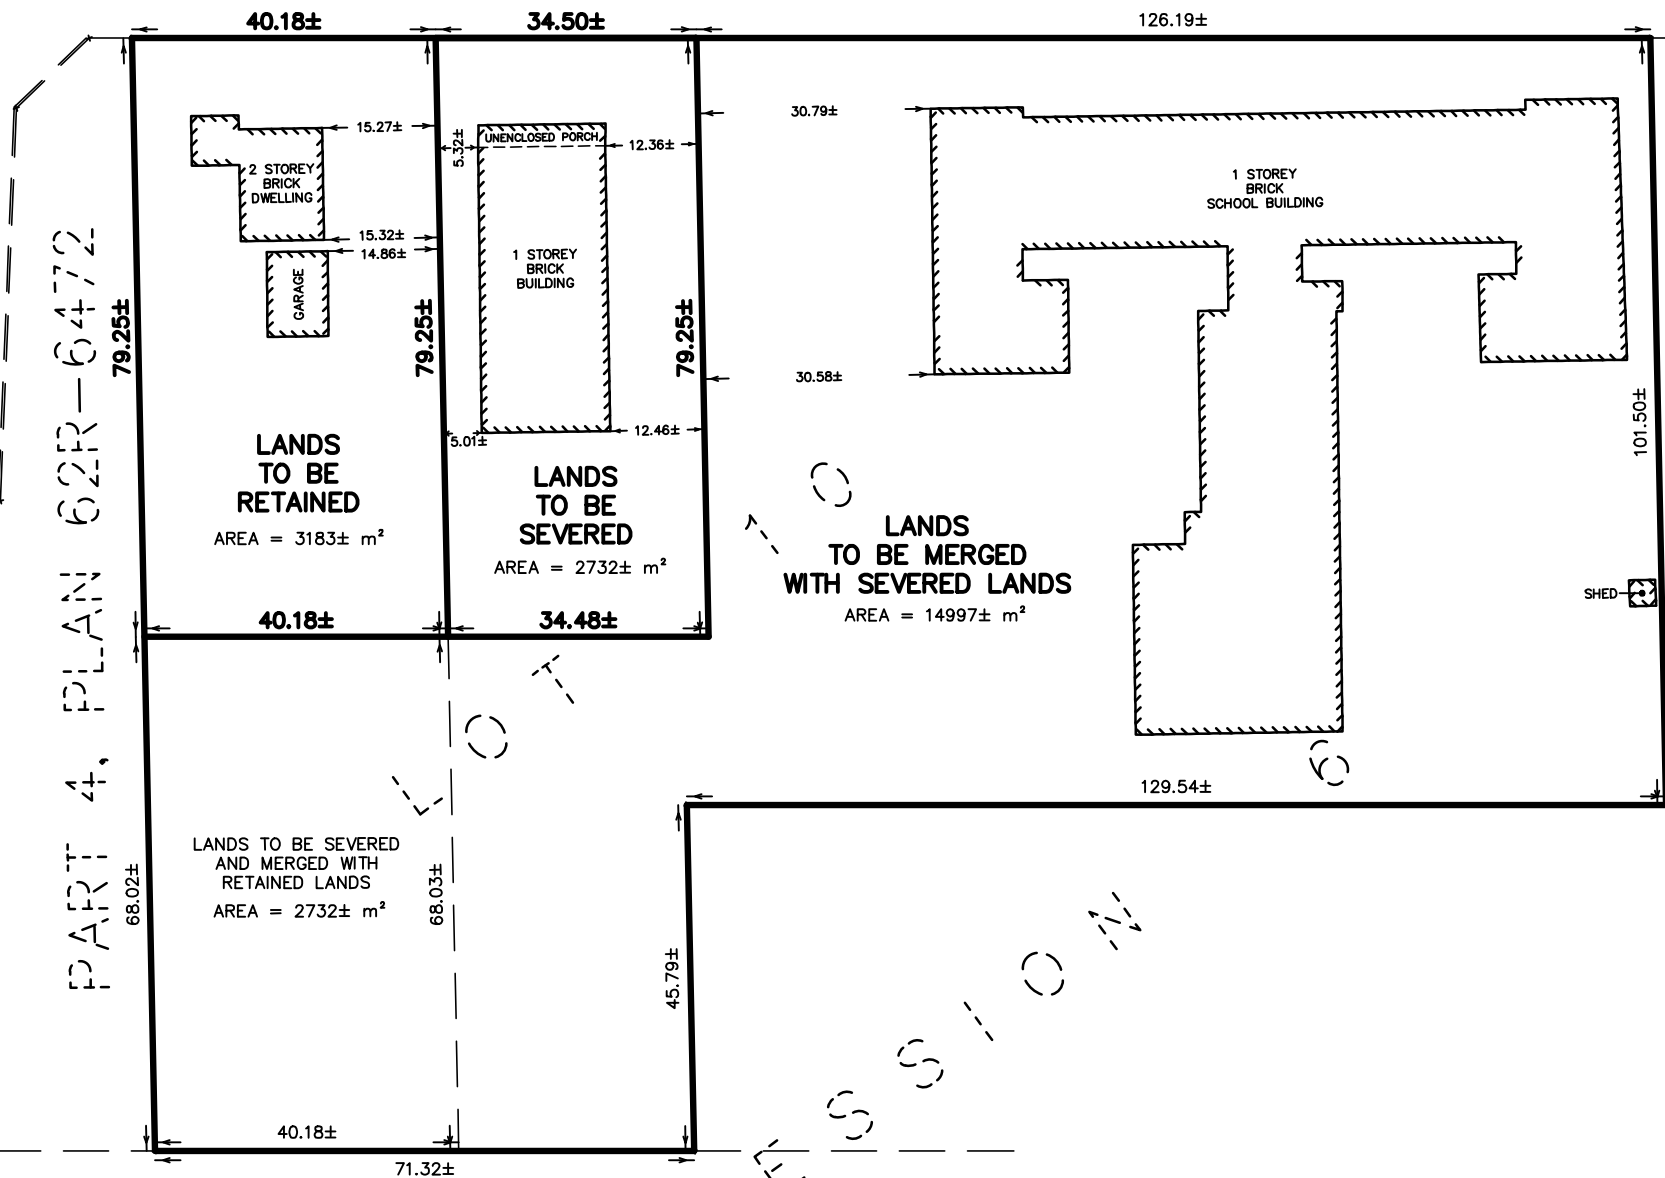 40.18±
34.50±
126.19±
15.27±
5.32±
UNENCLOSED PORCH
12.36±
30.79±
2 STOREY
BRICK
DWELLING
1 STOREY
BRICK
SCHOOL BUILDING
15.32±
14.86±
GARAGE
1 STOREY
BRICK
BUILDING
79.25±
79.25±
79.25±
30.58±
101.50±
5.01±
12.46±
LANDS
TO BE
RETAINED
AREA = 3183± m²
LANDS
TO BE
SEVERED
AREA = 2732± m²
LANDS
TO BE MERGED
WITH SEVERED LANDS
AREA = 14997± m²
SHED
40.18±
34.48±
PART 4, PLAN 62R-6472
LOT 10
129.54±
6
LANDS TO BE SEVERED
AND MERGED WITH
RETAINED LANDS
AREA = 2732± m²
68.02±
68.03±
45.79±
40.18±
71.32±
ESSION